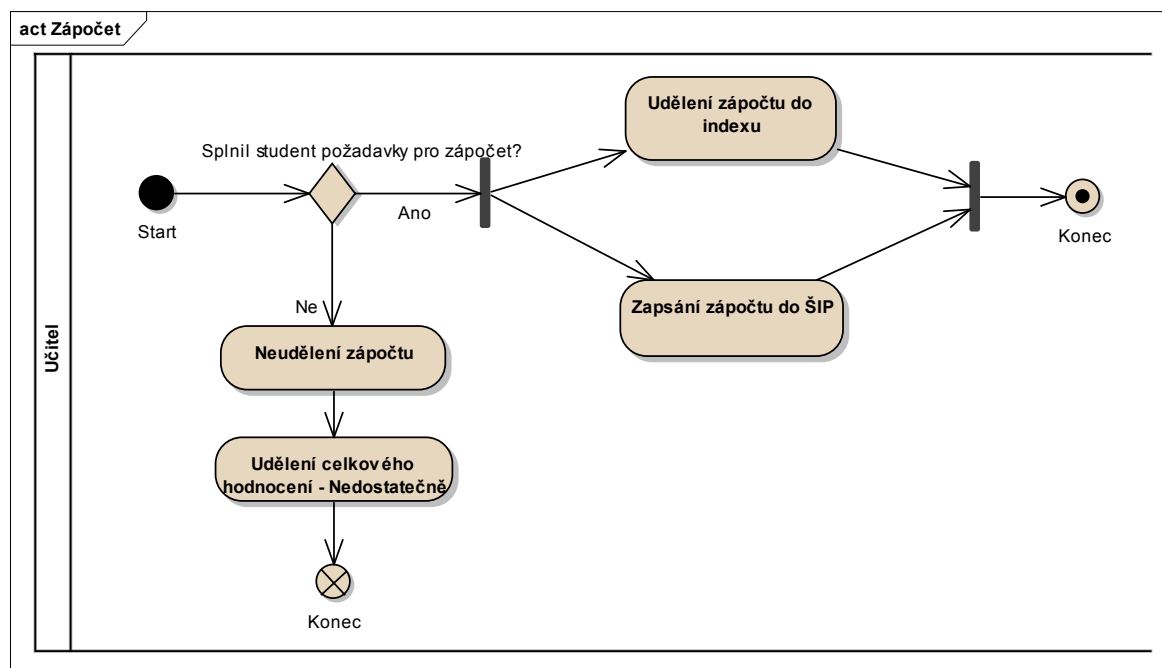 act Zápočet
Učitel
Start
Splnil student požadavky pro zápočet?
Ano
Udělení zápočtu do
indexu
Zapsání zápočtu do ŠIP
Konec
Ne
Neudělení zápočtu
Udělení celkového
hodnocení - Nedostatečně
Konec